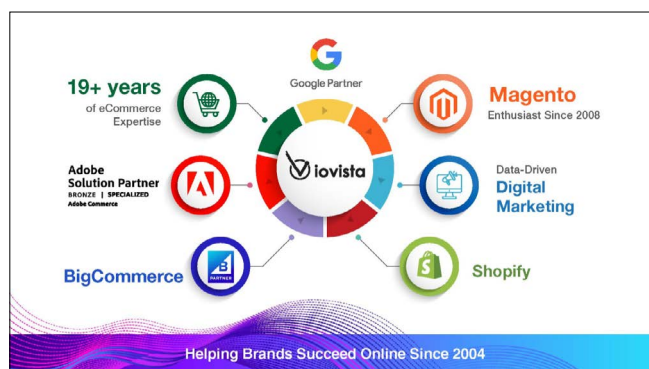 Google Partner
19+ years
of eCommerce
Expertise
Magento
Enthusiast Since 2008
Adobe
Solution Partner
BRONZE | SPECIALIZED
Adobe Commerce
iovista
Data-Driven
Digital
Marketing
BigCommerce
B
PARTNER
Shopify
Helping Brands Succeed Online Since 2004